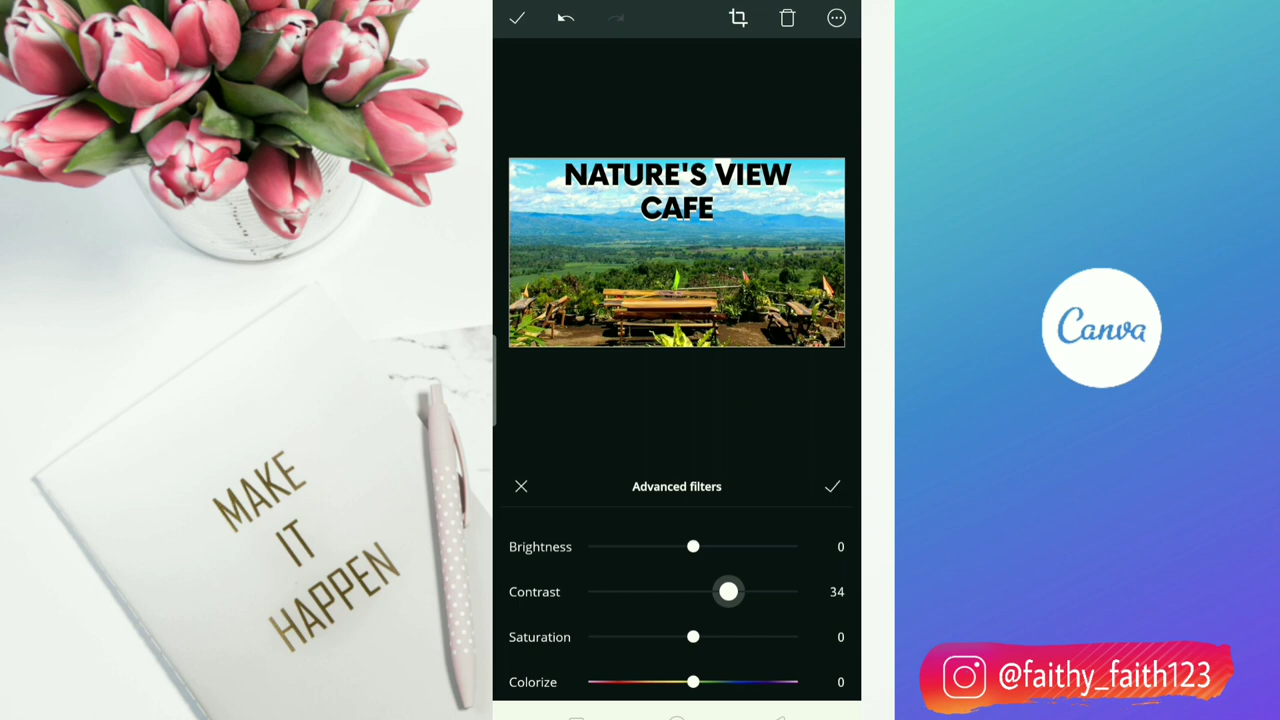 MAKE
IT
HAPPEN
NATURE'S VIEW
CAFE
Advanced filters
Brightness 0
Contrast 34
Saturation 0
Colorize 0
Canva
@faithy_faith123